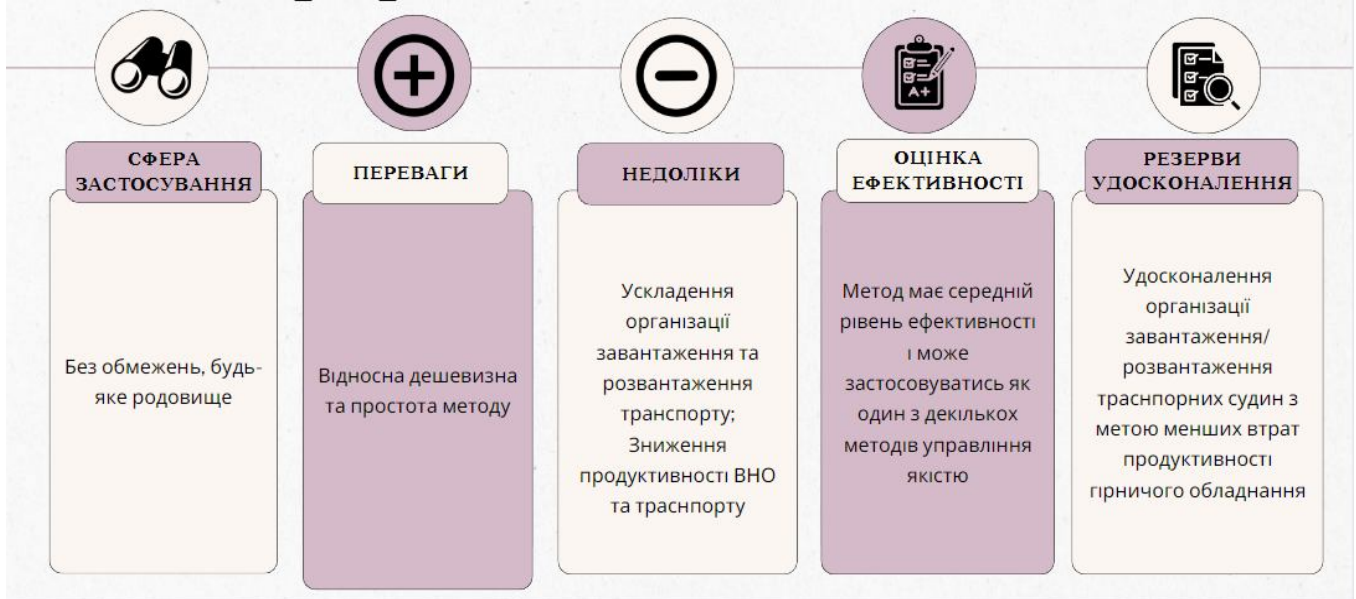 СФЕРА
ЗАСТОСУВАННЯ
Без обмежень, будь-
яке родовище
ПЕРЕВАГИ
Відносна дешевизна
та простота методу
НЕДОЛІКИ
Ускладення
організації
завантаження та
розвантаження
транспорту;
Зниження
продуктивності ВНО
та траснпорту
A+
ОЦІНКА
ЕФЕКТИВНОСТІ
Метод має середній
рівень ефективності
і може
застосовуватись як
один з декількох
методів управління
якістю
РЕЗЕРВИ
УДОСКОНАЛЕННЯ
Удосконалення
організації
завантаження/
розвантаження
траснпорних судин з
метою менших втрат
продуктивності
гірничого обладнання